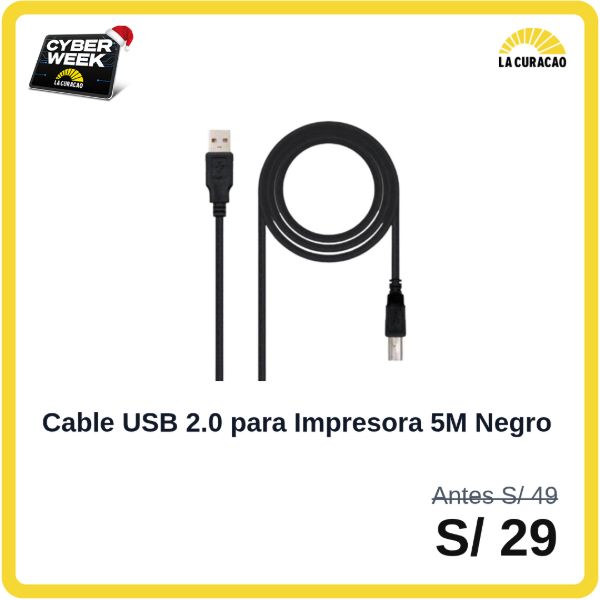 CYBER
WEEK
LA CURACAO
LA CURACAO
Cable USB 2.0 para Impresora 5M Negro
Antes S/ 49
S/ 29